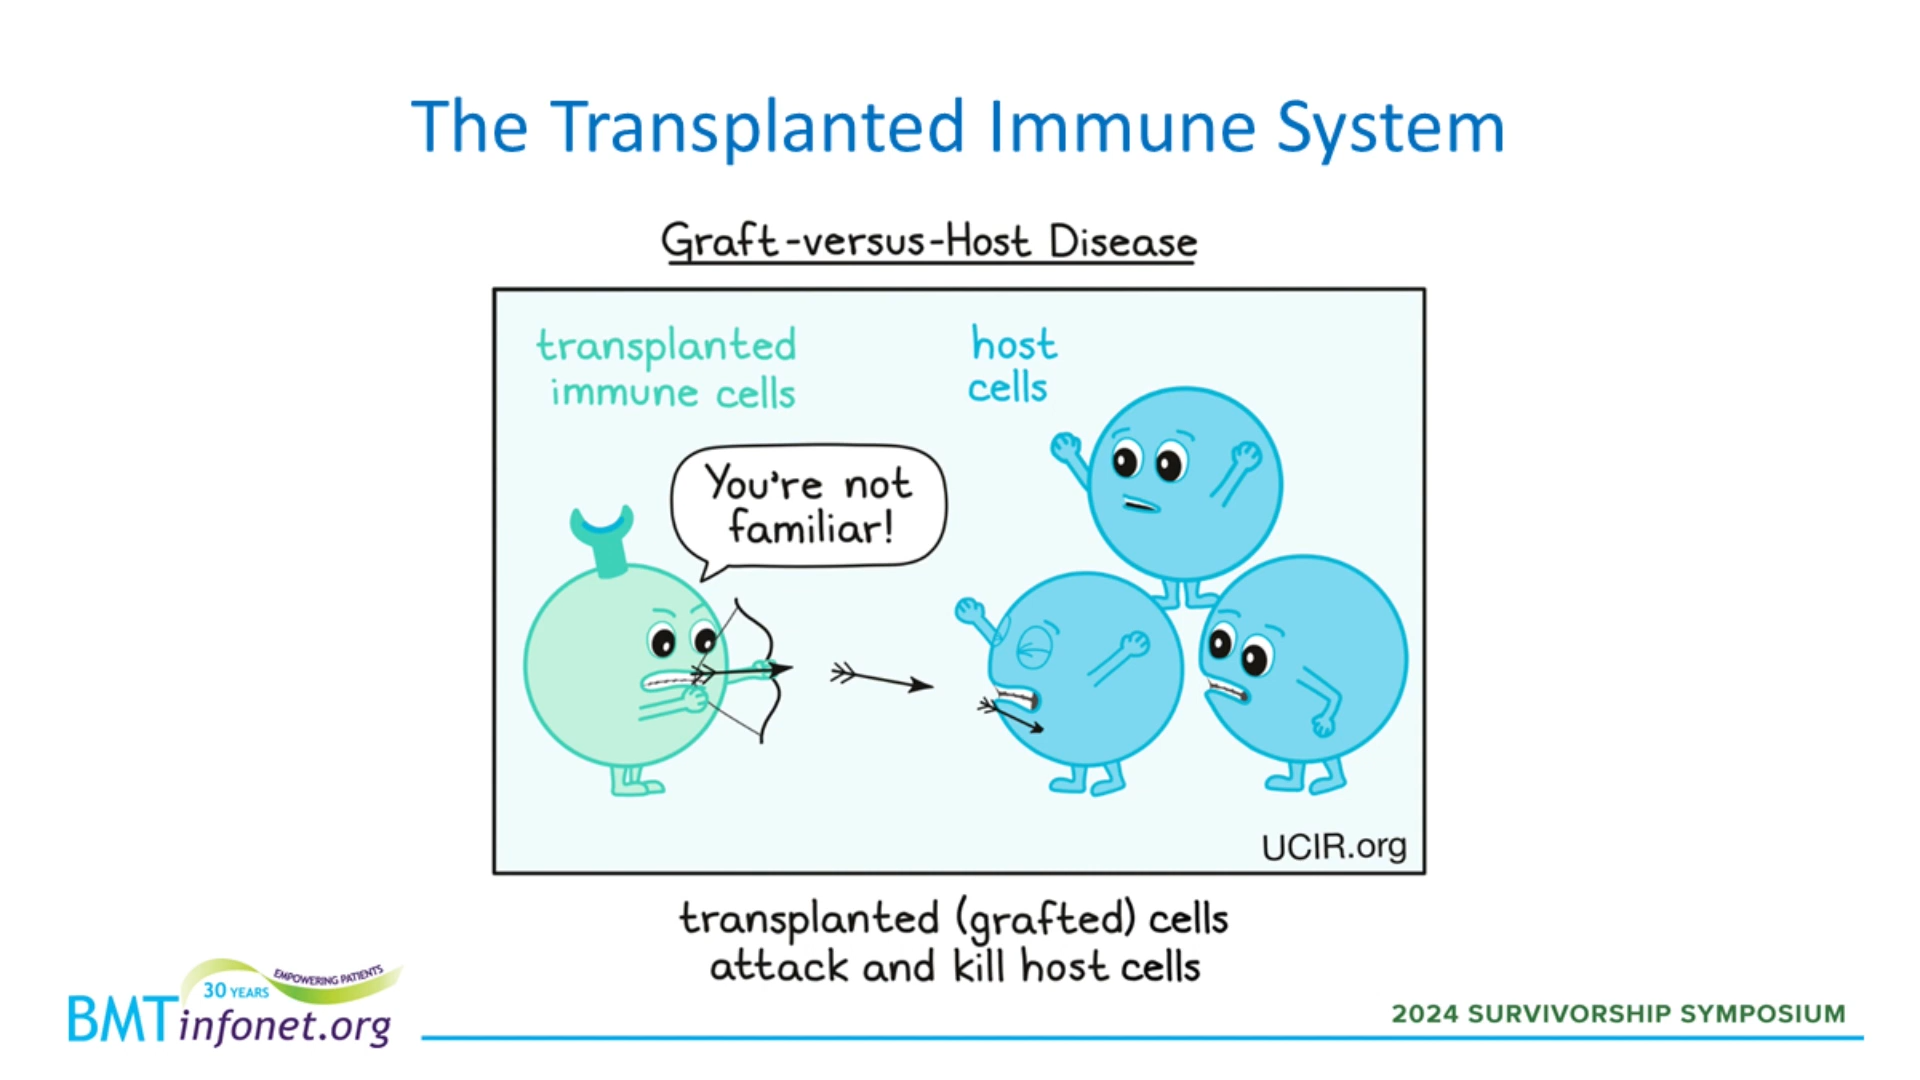 The Transplanted Immune System
Graft-versus-Host Disease
transplanted
immune cells
host
cells
You're not
familiar!
UCIR.org
transplanted (grafted) cells
attack and kill host cells
EMPOWERING PATIENTS
30 YEARS
BMTinfonet.org
2024 SURVIVORSHIP SYMPOSIUM